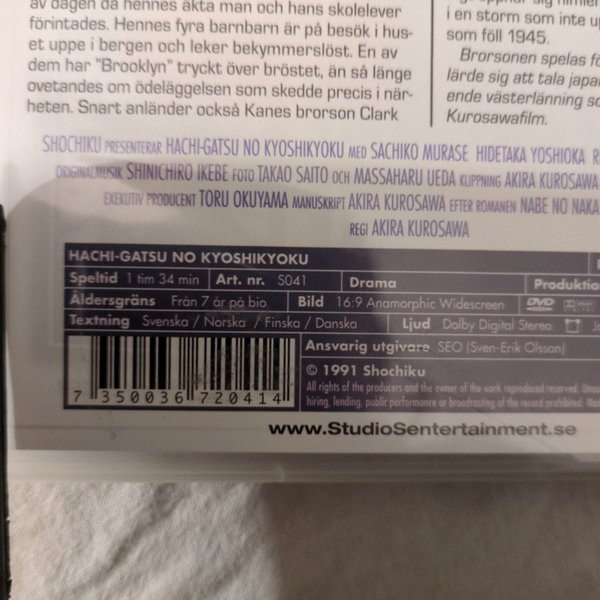 av dagen då hennes äkta man och hans skolelever
förintades. Hennes fyra barnbarn är på besök i hus-
et uppe i bergen och leker bekymmerslöst. En av
dem har "Brooklyn" tryckt över bröstet, än så länge
ovetandes om ödeläggelsen som skedde precis i när-
heten. Snart anländer också Kanes brorson Clark
i en storm som inte
som föll 1945.
Brorsonen spelas
lärde sig att tala
ende västerlänning
Kurosawafilm.
SHOCHIKU PRESENTERAR HACHI-GATSU NO KYOSHIKYOKU MED SACHIKO MURASE HIDETAKA YOSHIOKA
ORIGINALMUSIK SHINICHIRO IKEBE FOTO TAKAO SAITO OCH MASSAHARU UEDA KLIPPNING AKIRA KUROSAWA
EXEKUTIV PRODUCENT TORU OKUYAMA MANUSKRIPT AKIRA KUROSAWA EFTER ROMANEN NABE NO NAKA
REGI AKIRA KUROSAWA
HACHI-GATSU NO KYOSHIKYOKU
Speltid 1 tim 34 min Art. nr. S041 Drama Produktion
Åldersgräns Från 7 år på bio Bild 16:9 Anamorphic Widescreen DVD
Textning Svenska / Norska / Finska / Danska Ljud Dolby Digital Stereo
Ansvarig utgivare SEO (Sven-Erik Olsson)
© 1991 Shochiku
All rights of the producers and the owner of the work reproduced reserved.
hiring, lending, public performance or broadcasting of the record prohibited.
7 350036 720414
www.StudioSentertainment.se